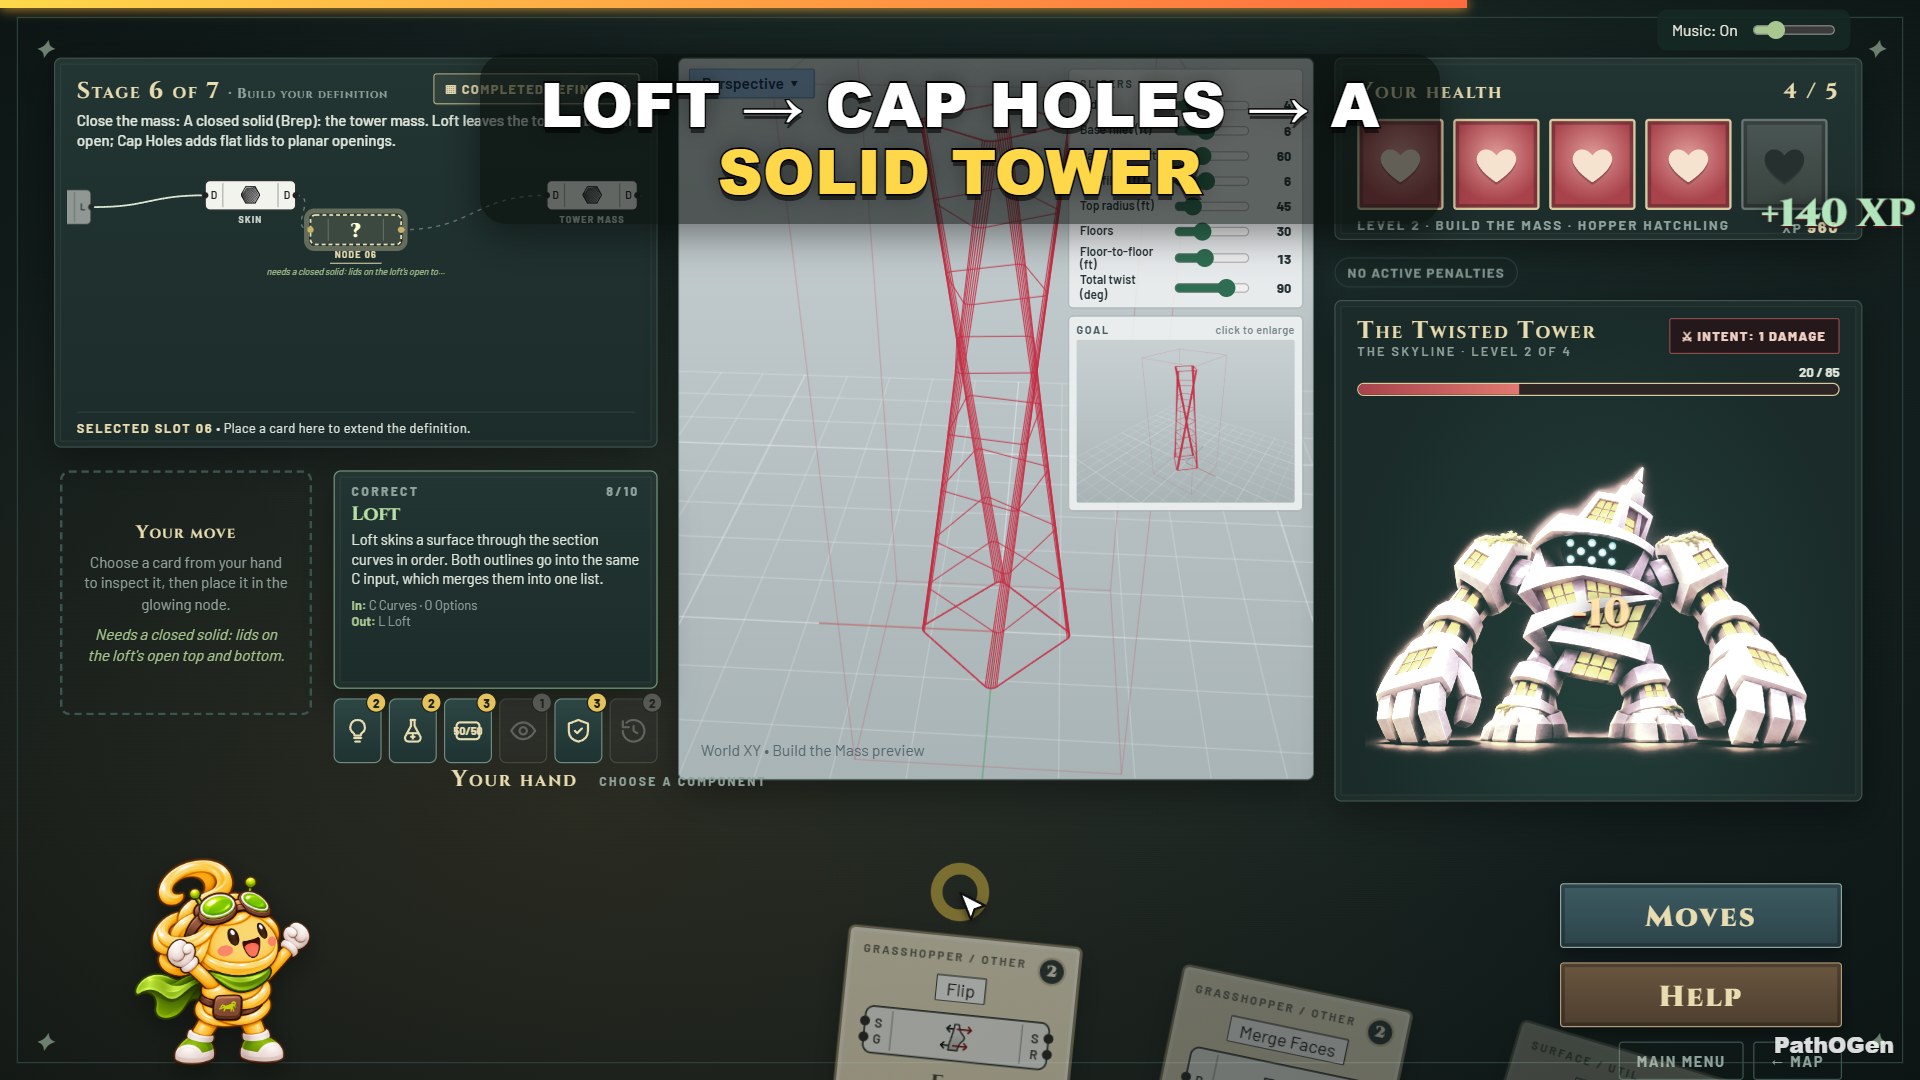 Music: On
STAGE 6 OF 7 · BUILD YOUR DEFINITION
Close the mass: A closed solid (Brep): the tower mass. Loft leaves the
open; Cap Holes adds flat lids to planar openings.
L
D D
SKIN
?
NODE 06
needs a closed solid: lids on the loft's open to...
D D
TOWER MASS
SELECTED SLOT 06 • Place a card here to extend the definition.
LOFT → CAP HOLES → A
SOLID TOWER
Perspective ▾
6
60
6
Top radius (ft) 45
Floors 30
Floor-to-floor (ft) 13
Total twist (deg) 90
GOAL click to enlarge
World XY • Build the Mass preview
YOUR HEALTH 4 / 5
+140 XP
LEVEL 2 · BUILD THE MASS · HOPPER HATCHLING
NO ACTIVE PENALTIES
THE TWISTED TOWER
THE SKYLINE · LEVEL 2 OF 4
INTENT: 1 DAMAGE
20 / 85
-10
YOUR MOVE
Choose a card from your hand
to inspect it, then place it in the
glowing node.
Needs a closed solid: lids on
the loft's open top and bottom.
CORRECT 8/10
LOFT
Loft skins a surface through the section
curves in order. Both outlines go into the same
C input, which merges them into one list.
In: C Curves · O Options
Out: L Loft
2 2 3 1 3 2
50/50
YOUR HAND CHOOSE A COMPONENT
GRASSHOPPER / OTHER 2
Flip
S S
G R
GRASSHOPPER / OTHER 2
Merge Faces
MOVES
HELP
MAIN MENU
← MAP
PathOGen